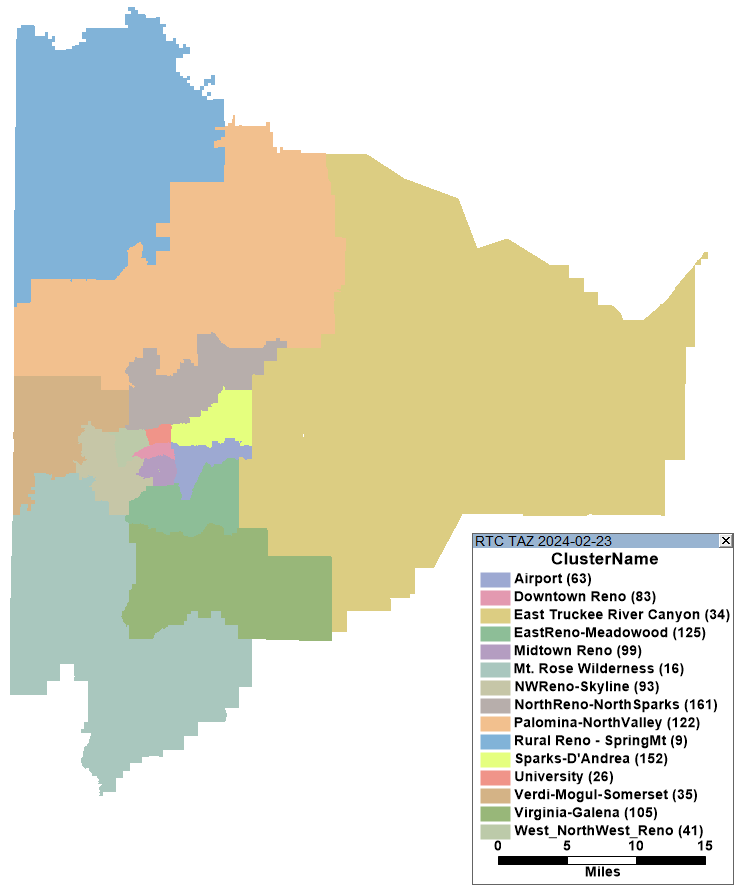 RTC TAZ 2024-02-23
ClusterName
Airport (63)
Downtown Reno (83)
East Truckee River Canyon (34)
EastReno-Meadowood (125)
Midtown Reno (99)
Mt. Rose Wilderness (16)
NWReno-Skyline (93)
NorthReno-NorthSparks (161)
Palomina-NorthValley (122)
Rural Reno - SpringMt (9)
Sparks-D'Andrea (152)
University (26)
Verdi-Mogul-Somerset (35)
Virginia-Galena (105)
West_NorthWest_Reno (41)
0 5 10 15
Miles